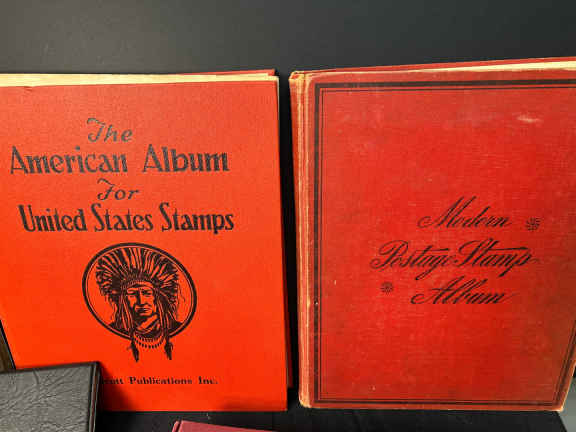 The
American Album
For
United States Stamps
Publications Inc.
Modern
Postage Stamp
Album